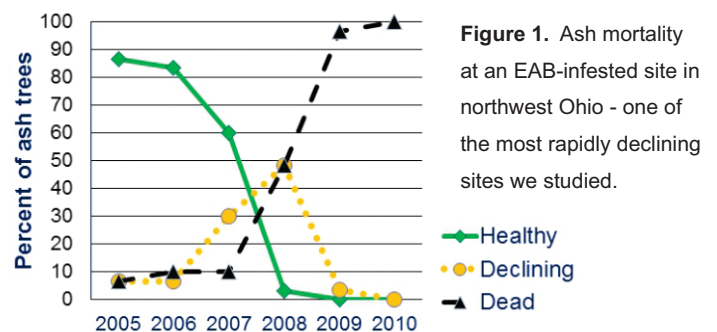 100
90
80
70
60
50
40
30
20
10
0
Percent of ash trees
2005 2006 2007 2008 2009 2010
Figure 1. Ash mortality
at an EAB-infested site in
northwest Ohio - one of
the most rapidly declining
sites we studied.
Healthy
Declining
Dead